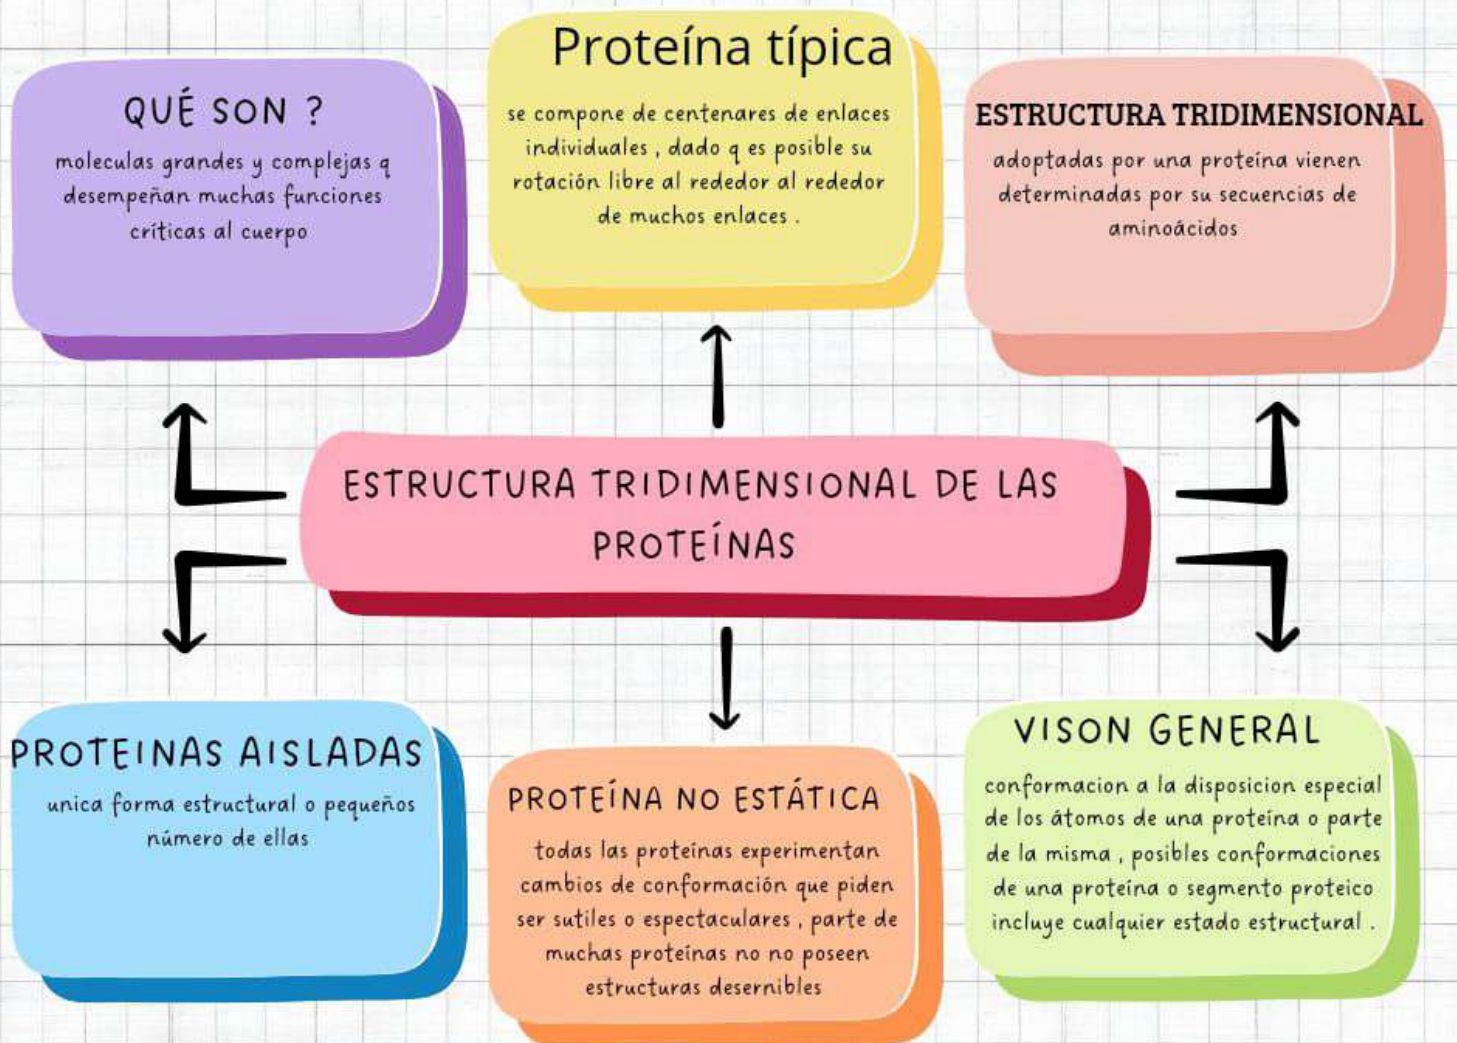 QUÉ SON ?
moleculas grandes y complejas q
desempeñan muchas funciones
críticas al cuerpo
Proteína típica
se compone de centenares de enlaces
individuales , dado q es posible su
rotación libre al rededor al rededor
de muchos enlaces .
ESTRUCTURA TRIDIMENSIONAL
adoptadas por una proteína vienen
determinadas por su secuencias de
aminoácidos
ESTRUCTURA TRIDIMENSIONAL DE LAS
PROTEÍNAS
PROTEINAS AISLADAS
unica forma estructural o pequeños
número de ellas
PROTEÍNA NO ESTÁTICA
todas las proteínas experimentan
cambios de conformación que piden
ser sutiles o espectaculares , parte de
muchas proteínas no no poseen
estructuras desernibles
VISON GENERAL
conformacion a la disposicion especial
de los átomos de una proteína o parte
de la misma , posibles conformaciones
de una proteína o segmento proteico
incluye cualquier estado estructural .